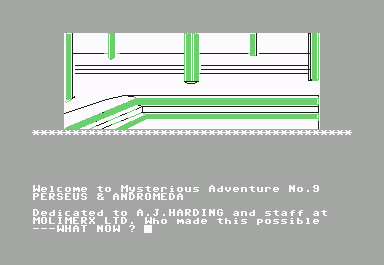 Welcome to Mysterious Adventure No.9
PERSEUS & ANDROMEDA
Dedicated to A.J.HARDING and staff at
MOLIMERX LTD. Who made this possible
---WHAT NOW ?